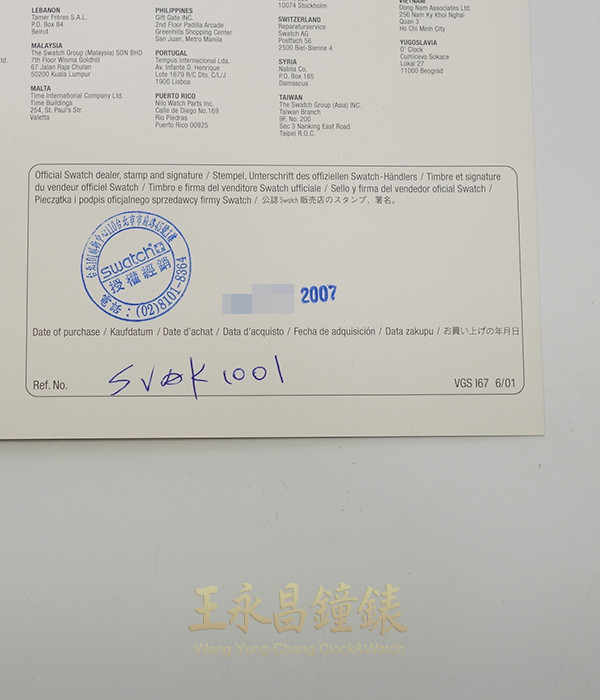 LEBANON
Tamer Frères S.A.L.
P.O. Box 84
Beirut
MALAYSIA
The Swatch Group (Malaysia) SDN BHD
7th Floor Wisma Goldhill
67 Jalan Raja Chulan
50200 Kuala Lumpur
MALTA
Time International Company Ltd.
Time Buildings
254, St. Paul's Str.
Valetta
Ltd.
PHILIPPINES
Gift Gate INC.
2nd Floor Padilla Arcade
Greenhills Shopping Center
San Juan, Metro Manila
PORTUGAL
Tempus Internacional Lda.
Av. Infante D. Henrique
Lote 1679 R/C Dto. C/L/J
1900 Lisboa
PUERTO RICO
Nilo Watch Parts Inc.
Calle de Diego No.169
Rio Piedras
Puerto Rico 00925
10074 Stockholm
SWITZERLAND
Reparaturservice
Swatch AG
Postfach 56
2500 Biel-Bienne 4
SYRIA
Nabila Co.
P.O. Box 165
Damascus
TAIWAN
The Swatch Group (Asia) INC.
Taiwan Branch
9F, No. 200
Sec 3 Nanking East Road
Taipei R.O.C.
VIETNAM
Dong Nam Associates Ltd.
256 Nam Ky Khoi Nghai
Quan 3
Ho Chi Minh City
YUGOSLAVIA
O' Clock
Cumicevo Sokace
Lokal 27
11000 Beograd
Official Swatch dealer, stamp and signature / Stempel, Unterschrift des offiziellen Swatch-Händlers / Timbre et signature
du vendeur officiel Swatch / Timbro e firma del venditore Swatch ufficiale / Sello y firma del vendedor oficial Swatch /
Pieczątka i podpis oficjalnego sprzedawcy firmy Swatch / 公認 Swatch 販売店のスタンプ、署名。
swatch
授權經銷
電話：(02)8101-8364
2007
Date of purchase / Kaufdatum / Date d'achat / Data d'acquisto / Fecha de adquisición / Data zakupu / お買い上げの年月日
Ref. No.
SVOK1001
VGS I67 6/01
王永昌鐘錶
Wang Yung-Chang Clock&Watch